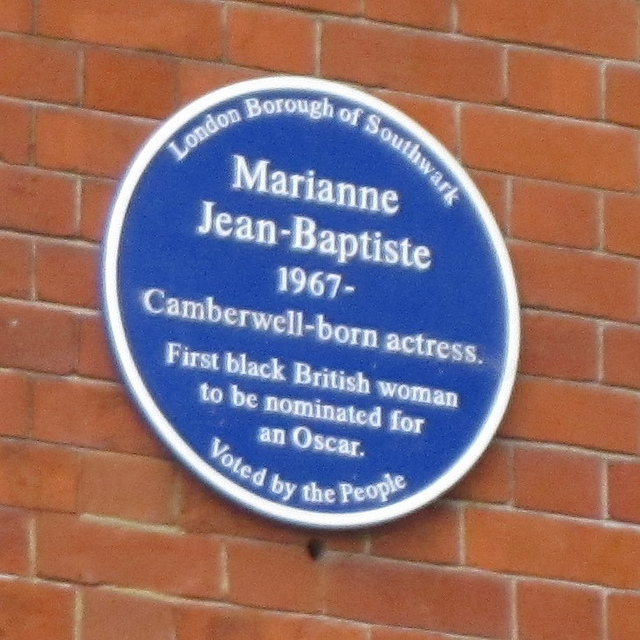 London Borough of Southwark
Marianne
Jean-Baptiste
1967-
Camberwell-born actress.
First black British woman
to be nominated for
an Oscar.
Voted by the People